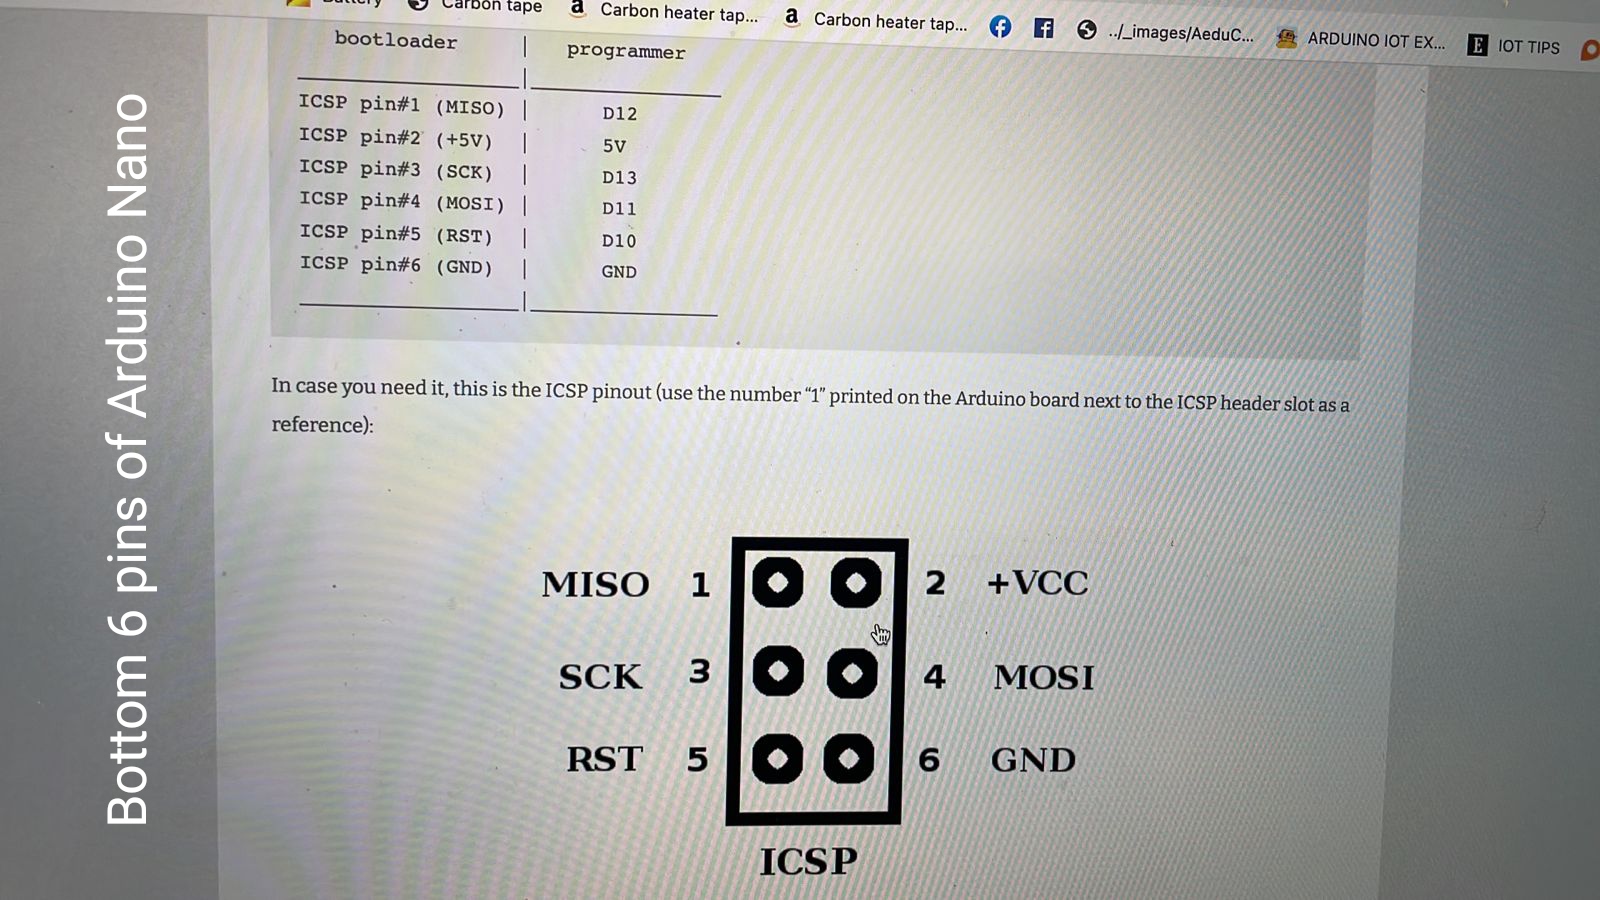 Carbon tape
Carbon heater tap...
Carbon heater tap...
../_images/AeduC...
ARDUINO IOT EX...
IOT TIPS
bootloader | programmer
ICSP pin#1 (MISO) | D12
ICSP pin#2 (+5V) | 5V
ICSP pin#3 (SCK) | D13
ICSP pin#4 (MOSI) | D11
ICSP pin#5 (RST) | D10
ICSP pin#6 (GND) | GND
In case you need it, this is the ICSP pinout (use the number “1” printed on the Arduino board next to the ICSP header slot as a
reference):
MISO 1 2 +VCC
SCK 3 4 MOSI
RST 5 6 GND
ICSP
Bottom 6 pins of Arduino Nano